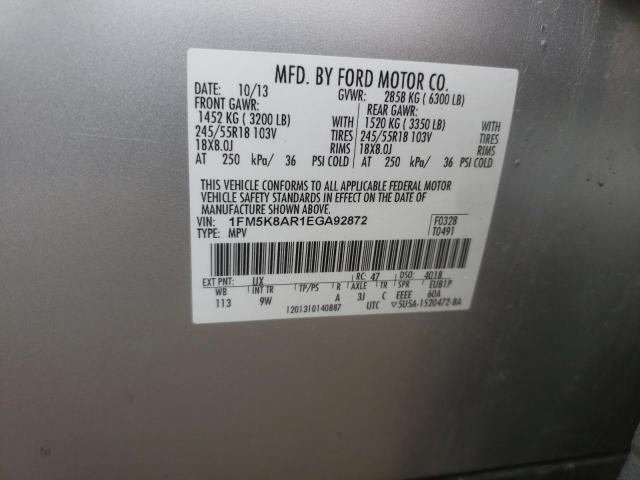 MFD. BY FORD MOTOR CO.
DATE: 10/13 GVWR: 2858 KG ( 6300 LB)
FRONT GAWR: REAR GAWR:
1452 KG ( 3200 LB) WITH 1520 KG ( 3350 LB) WITH
245/55R18 103V TIRES 245/55R18 103V TIRES
18X8.0J RIMS 18X8.0J RIMS
AT 250 kPa/ 36 PSI COLD AT 250 kPa/ 36 PSI COLD
THIS VEHICLE CONFORMS TO ALL APPLICABLE FEDERAL MOTOR
VEHICLE SAFETY STANDARDS IN EFFECT ON THE DATE OF
MANUFACTURE SHOWN ABOVE.
VIN: 1FM5K8AR1EGA92872 F0328
TYPE: MPV T0491
EXT PNT: UX RC: 47 DSO: 4018
WB INT TR TP/PS R AXLE TR SPR EUB1P
113 9W A 3J C EEEE 60A
1201310140887 UTC 5U5A-1520472-BA